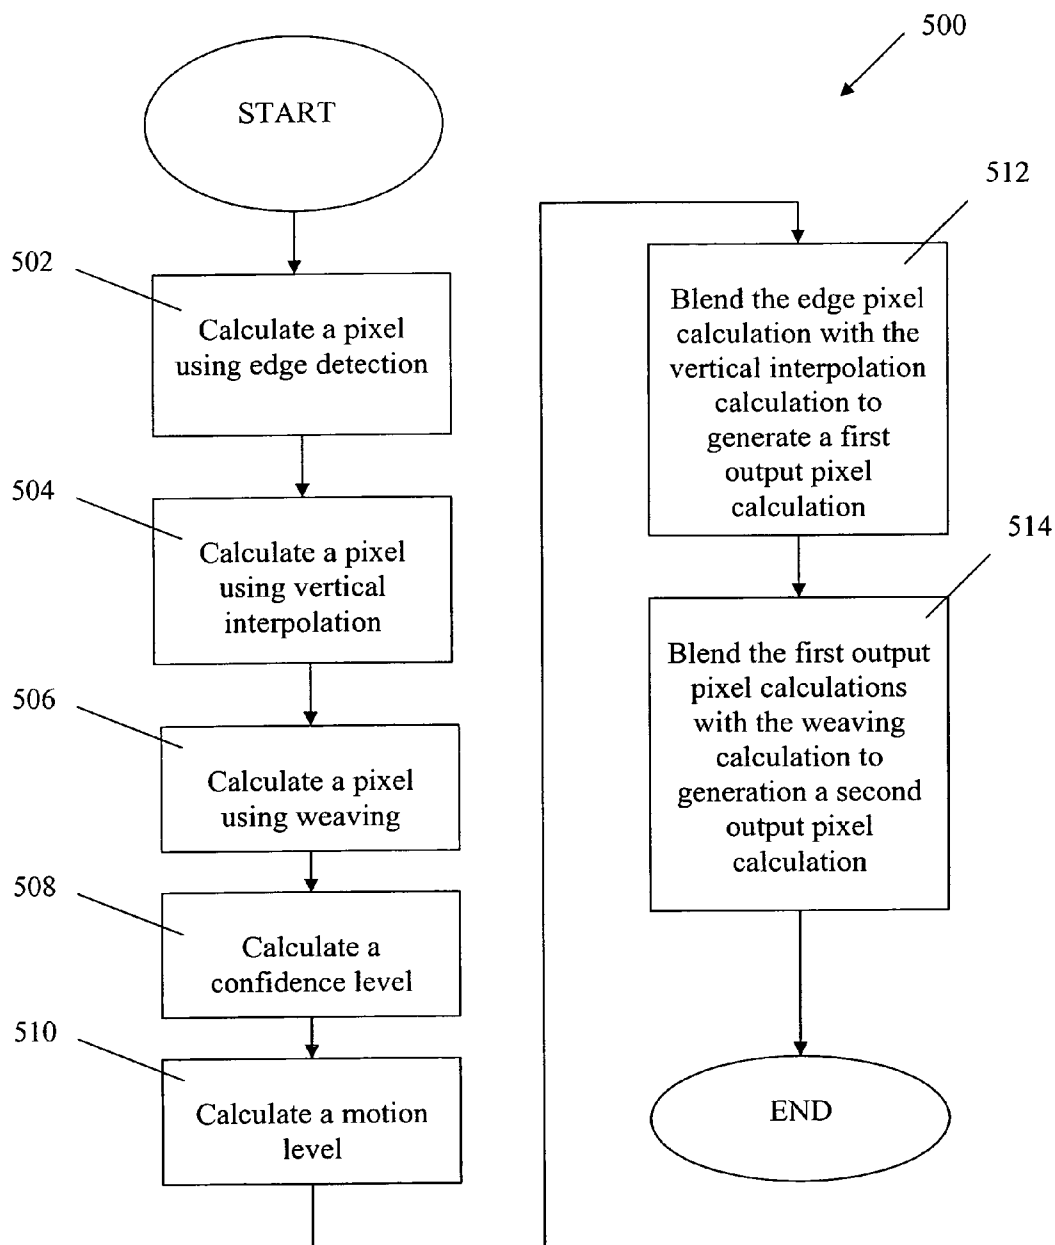 START
502
Calculate a pixel
using edge detection
504
Calculate a pixel
using vertical
interpolation
506
Calculate a pixel
using weaving
508
Calculate a
confidence level
510
Calculate a motion
level
500
512
Blend the edge pixel
calculation with the
vertical interpolation
calculation to
generate a first
output pixel
calculation
514
Blend the first output
pixel calculations
with the weaving
calculation to
generation a second
output pixel
calculation
END